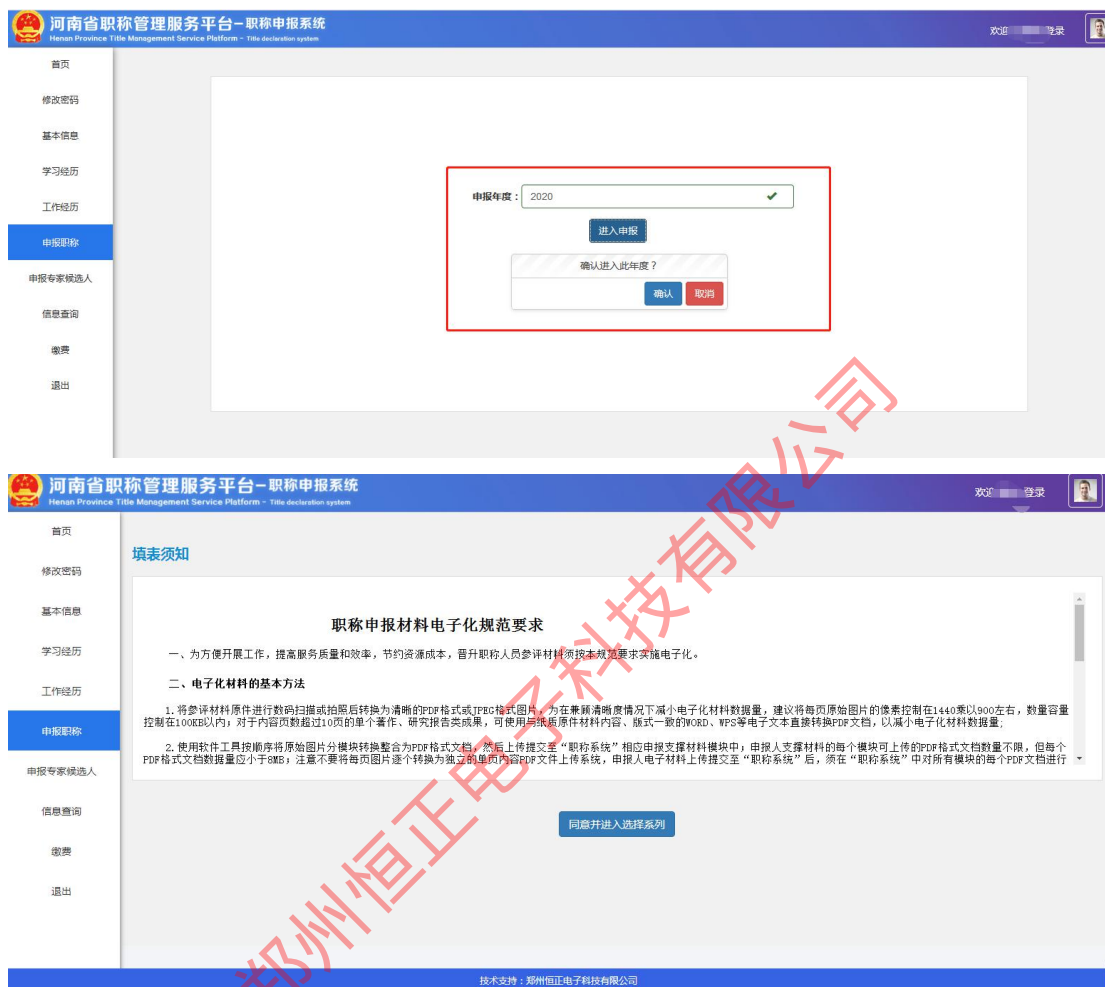 河南省职称管理服务平台-职称申报系统
Henan Province Title Management Service Platform - Title declaration system
欢迎 登录
首页
修改密码
基本信息
学习经历
工作经历
申报职称
申报专家候选人
信息查询
缴费
退出
申报年度：2020
进入申报
确认进入此年度？
确认 取消
河南省职称管理服务平台-职称申报系统
Henan Province Title Management Service Platform - Title declaration system
欢迎 登录
首页
修改密码
基本信息
学习经历
工作经历
申报职称
申报专家候选人
信息查询
缴费
退出
填表须知
职称申报材料电子化规范要求
一、为方便开展工作，提高服务质量和效率，节约资源成本，晋升职称人员参评材料须按本规范要求实施电子化。
二、电子化材料的基本方法
1.将参评材料原件进行数码扫描或拍照后转换为清晰的PDF格式或JPEG格式图片，为在兼顾清晰度情况下减小电子化材料数据量，建议将每页原始图片的像素控制在1440乘以900左右，数量容量
控制在100KB以内；对于内容页数超过10页的单个著作、研究报告类成果，可使用与纸质原件材料内容、版式一致的WORD、WPS等电子文本直接转换PDF文档，以减小电子化材料数据量；
2.使用软件工具按顺序将原始图片分模块转换整合为PDF格式文档，然后上传提交至“职称系统”相应申报支撑材料模块中；申报人支撑材料的每个模块可上传的PDF格式文档数量不限，但每个
PDF格式文档数据量应小于8MB；注意不要将每页图片逐个转换为独立的单页内容PDF文件上传系统，申报人电子材料上传提交至“职称系统”后，须在“职称系统”中对所有模块的每个PDF文档进行
同意并进入选择系列
技术支持：郑州恒正电子科技有限公司
郑州恒正电子科技有限公司